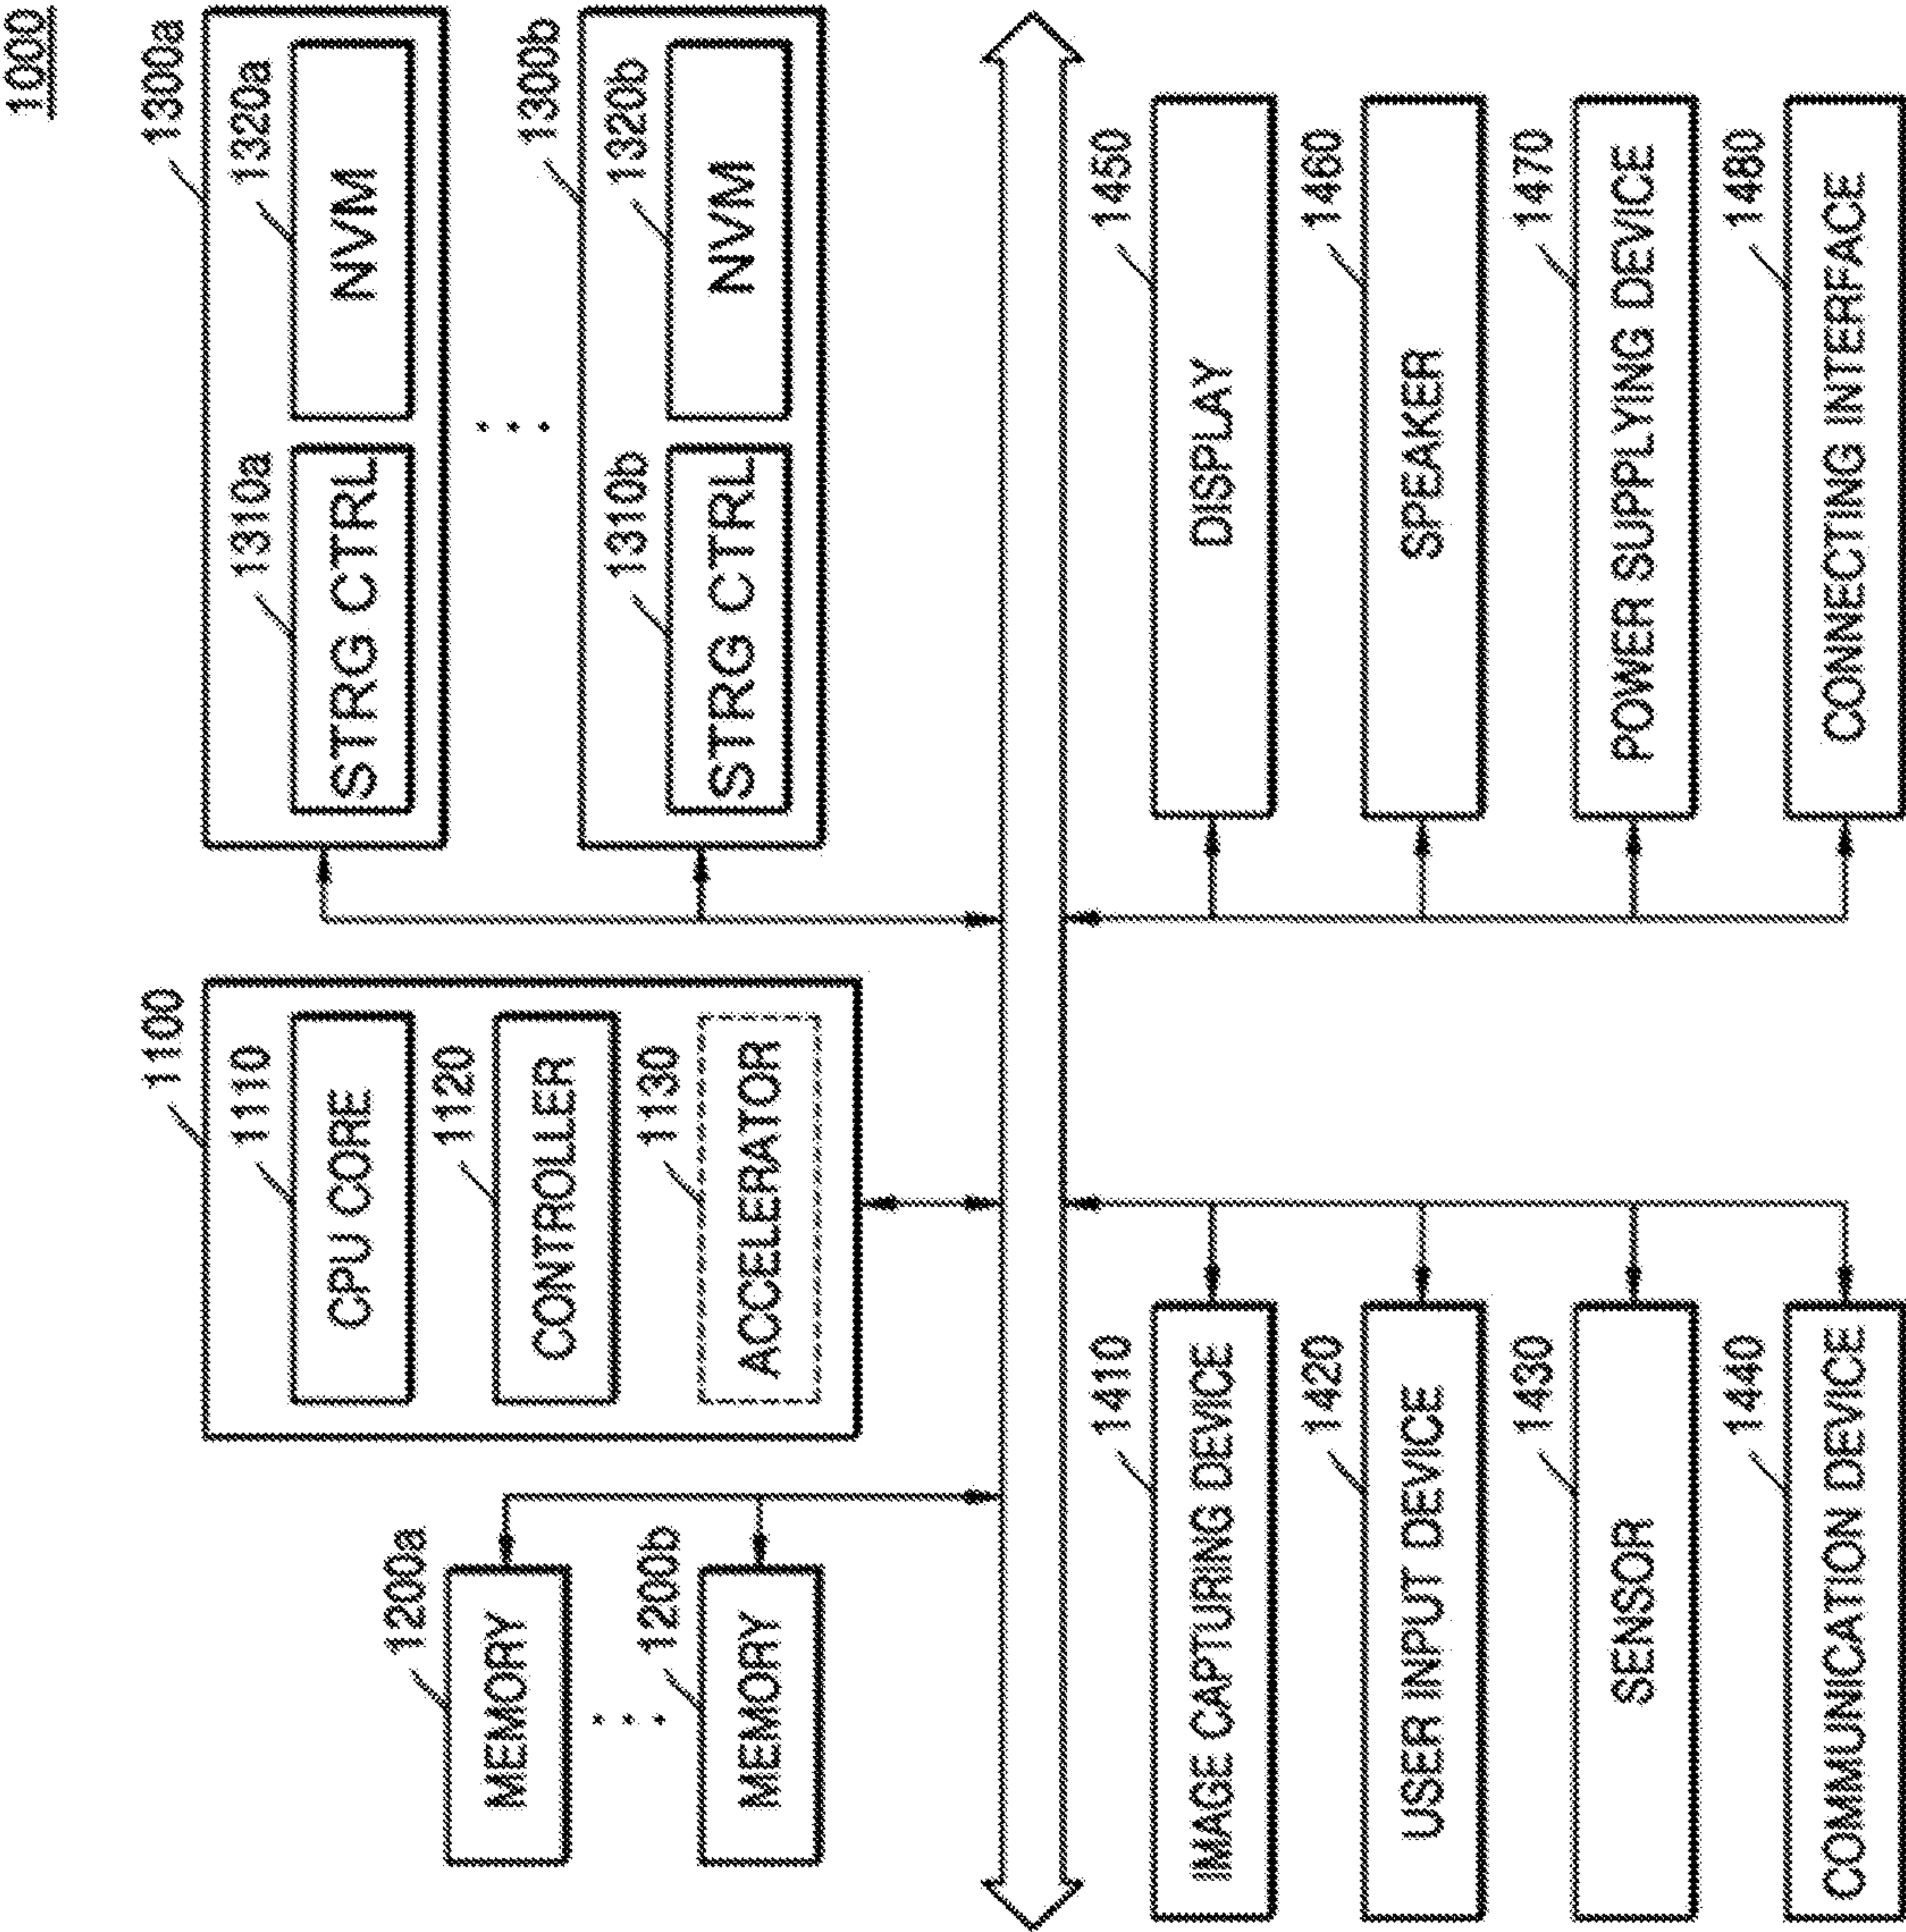 1000
1100
1300a
1110
1310a
1320a
CPU CORE
STRG CTRL
NVM
1200a
1120
MEMORY
CONTROLLER
1300b
1200b
1130
1310b
1320b
MEMORY
ACCELERATOR
STRG CTRL
NVM
1410
1450
IMAGE CAPTURING DEVICE
DISPLAY
1420
1460
USER INPUT DEVICE
SPEAKER
1430
1470
SENSOR
POWER SUPPLYING DEVICE
1440
1480
COMMUNICATION DEVICE
CONNECTING INTERFACE